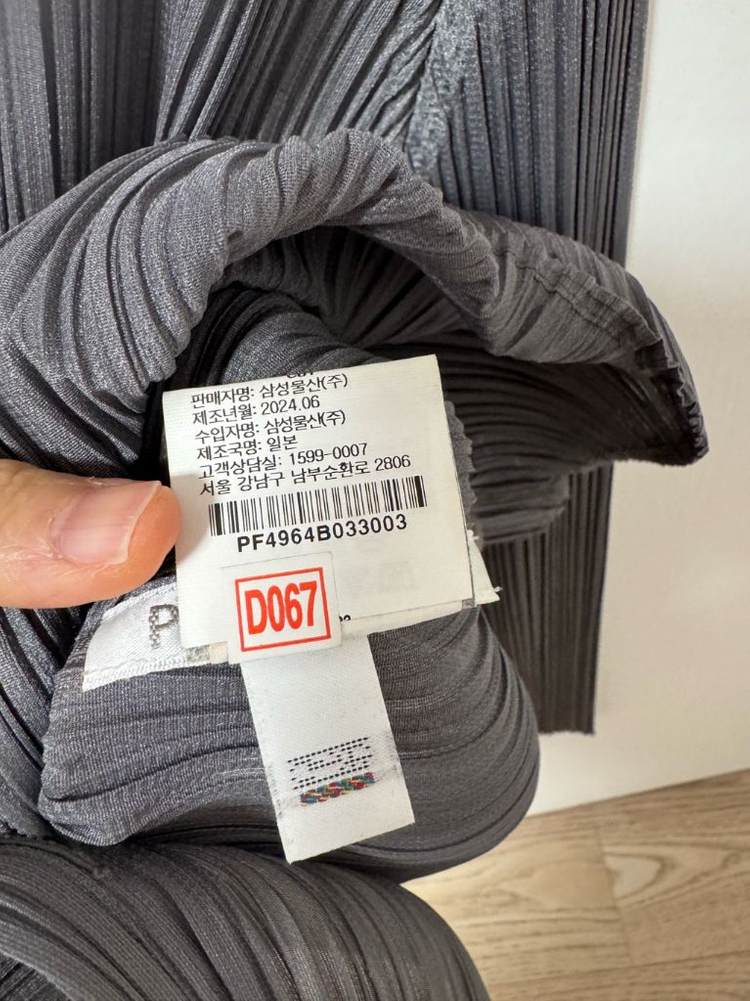 판매자명: 삼성물산(주)
제조년월: 2024.06
수입자명: 삼성물산(주)
제조국명: 일본
고객상담실: 1599-0007
서울 강남구 남부순환로 2806
PF4964B033003
D067
P